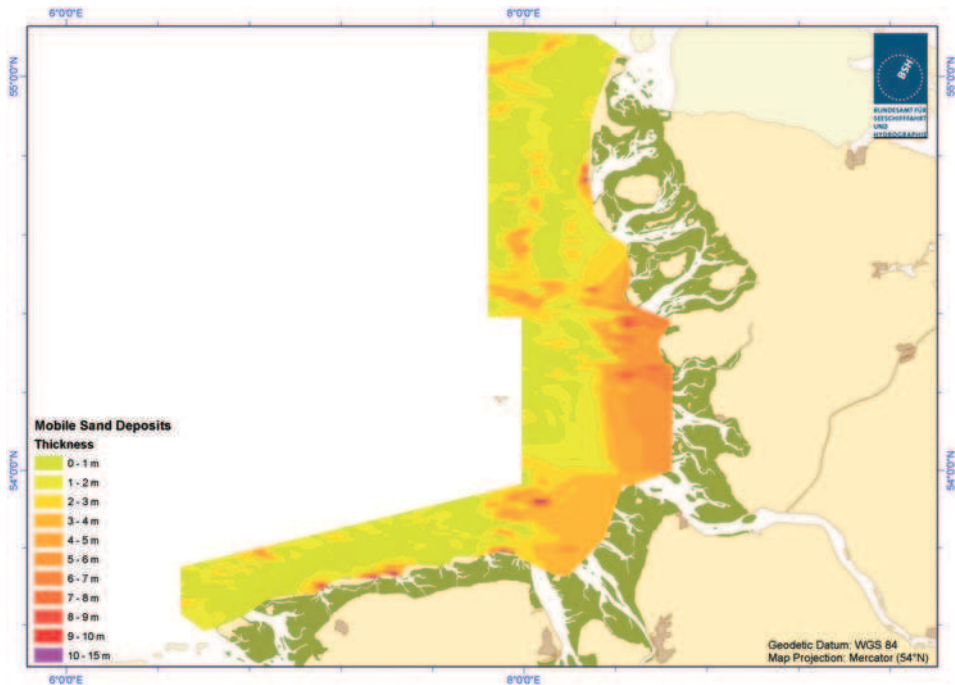 6°0'0"E
8°0'0"E
55°0'0"N
55°0'0"N
BSH
BUNDESAMT FÜR
SEESCHIFFFAHRT
UND
HYDROGRAPHIE
Mobile Sand Deposits
Thickness
0 - 1 m
1 - 2 m
2 - 3 m
3 - 4 m
4 - 5 m
5 - 6 m
6 - 7 m
7 - 8 m
8 - 9 m
9 - 10 m
10 - 15 m
54°0'0"N
54°0'0"N
Geodetic Datum: WGS 84
Map Projection: Mercator (54°N)
6°0'0"E
8°0'0"E